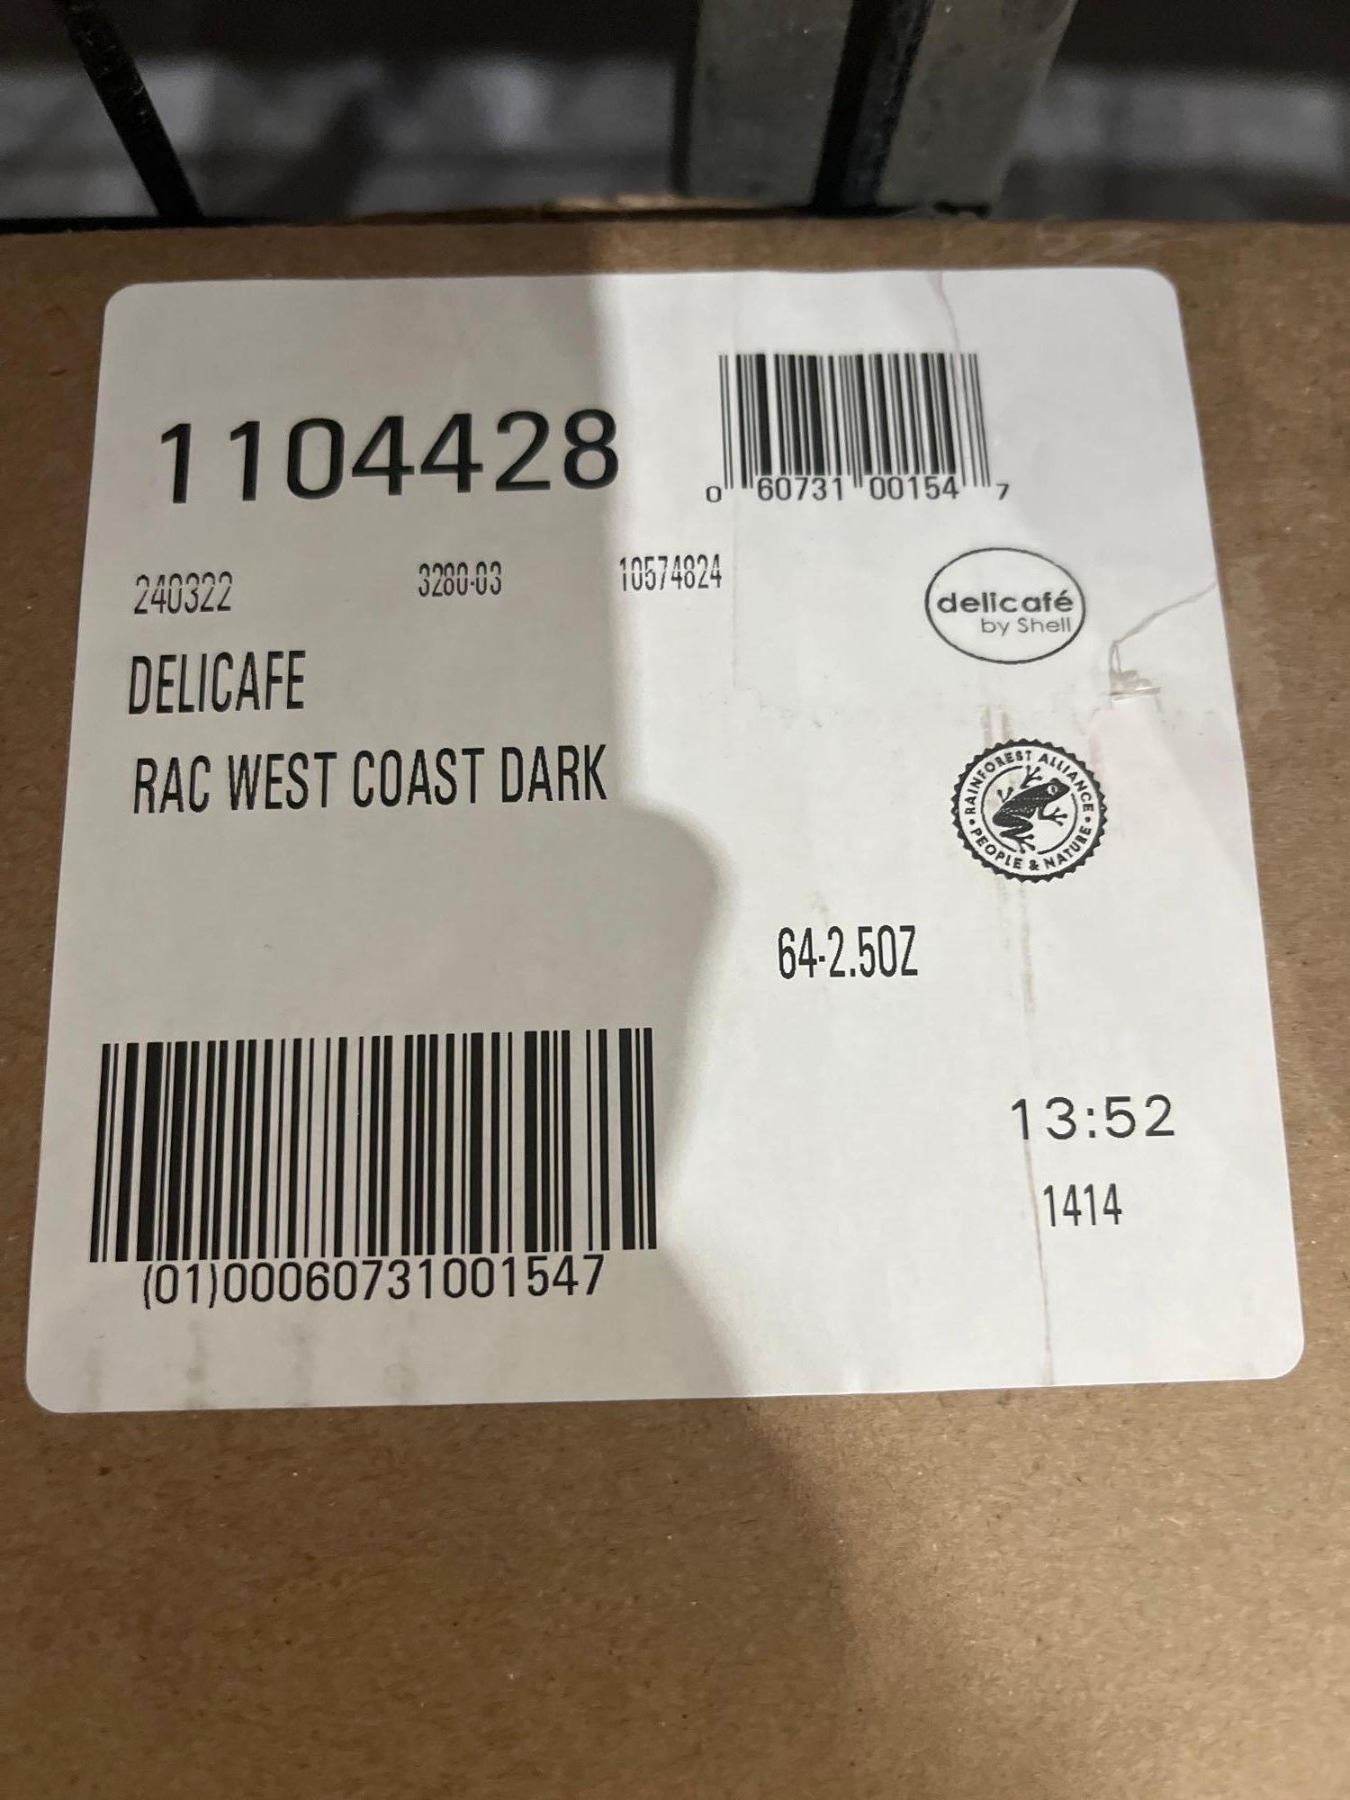 1104428
0 60731 00154 7
240322 3280-03 10574824
delicafé
by Shell
DELICAFE
RAC WEST COAST DARK
RAINFOREST ALLIANCE
PEOPLE & NATURE
64-2.5OZ
13:52
1414
(01)00060731001547